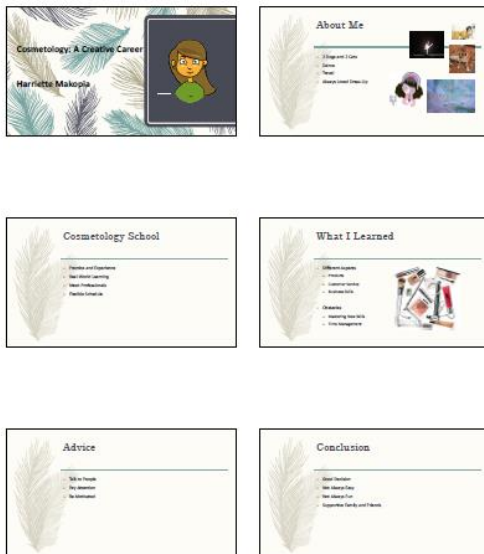 Cosmetology: A Creative Career
Harriette Makopia
About Me
2 Dogs and 2 Cats
Dance
Travel
Always Loved Dress-Up
Cosmetology School
Practice and Experience
Real World Learning
Meet Professionals
Flexible Schedule
What I Learned
Different Aspects
Products
Customer Service
Business Skills
Obstacles
Mastering New Skills
Time Management
Advice
Talk to People
Pay Attention
Be Motivated
Conclusion
Good Decision
Not Always Easy
Not Always Fun
Supportive Family and Friends